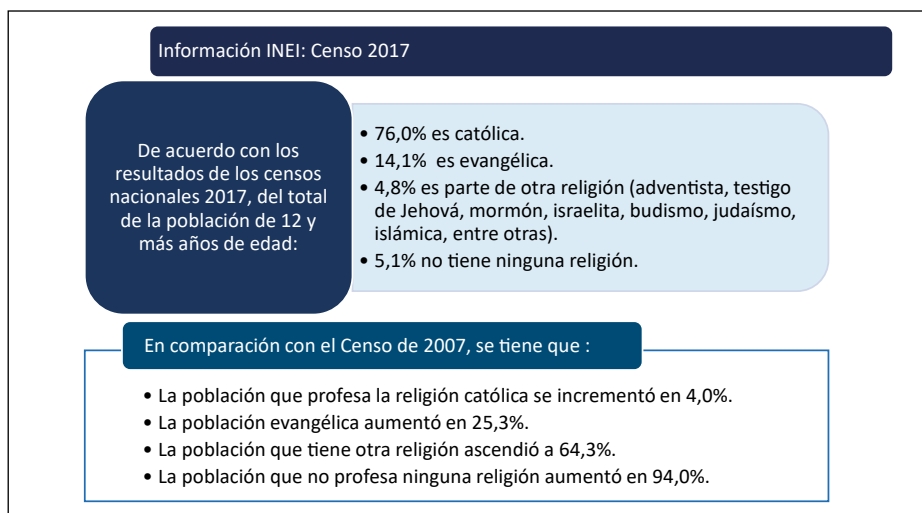 Información INEI: Censo 2017
De acuerdo con los
resultados de los censos
nacionales 2017, del total
de la población de 12 y
más años de edad:
• 76,0% es católica.
• 14,1% es evangélica.
• 4,8% es parte de otra religión (adventista, testigo
de Jehová, mormón, israelita, budismo, judaísmo,
islámica, entre otras).
• 5,1% no tiene ninguna religión.
En comparación con el Censo de 2007, se tiene que :
• La población que profesa la religión católica se incrementó en 4,0%.
• La población evangélica aumentó en 25,3%.
• La población que tiene otra religión ascendió a 64,3%.
• La población que no profesa ninguna religión aumentó en 94,0%.